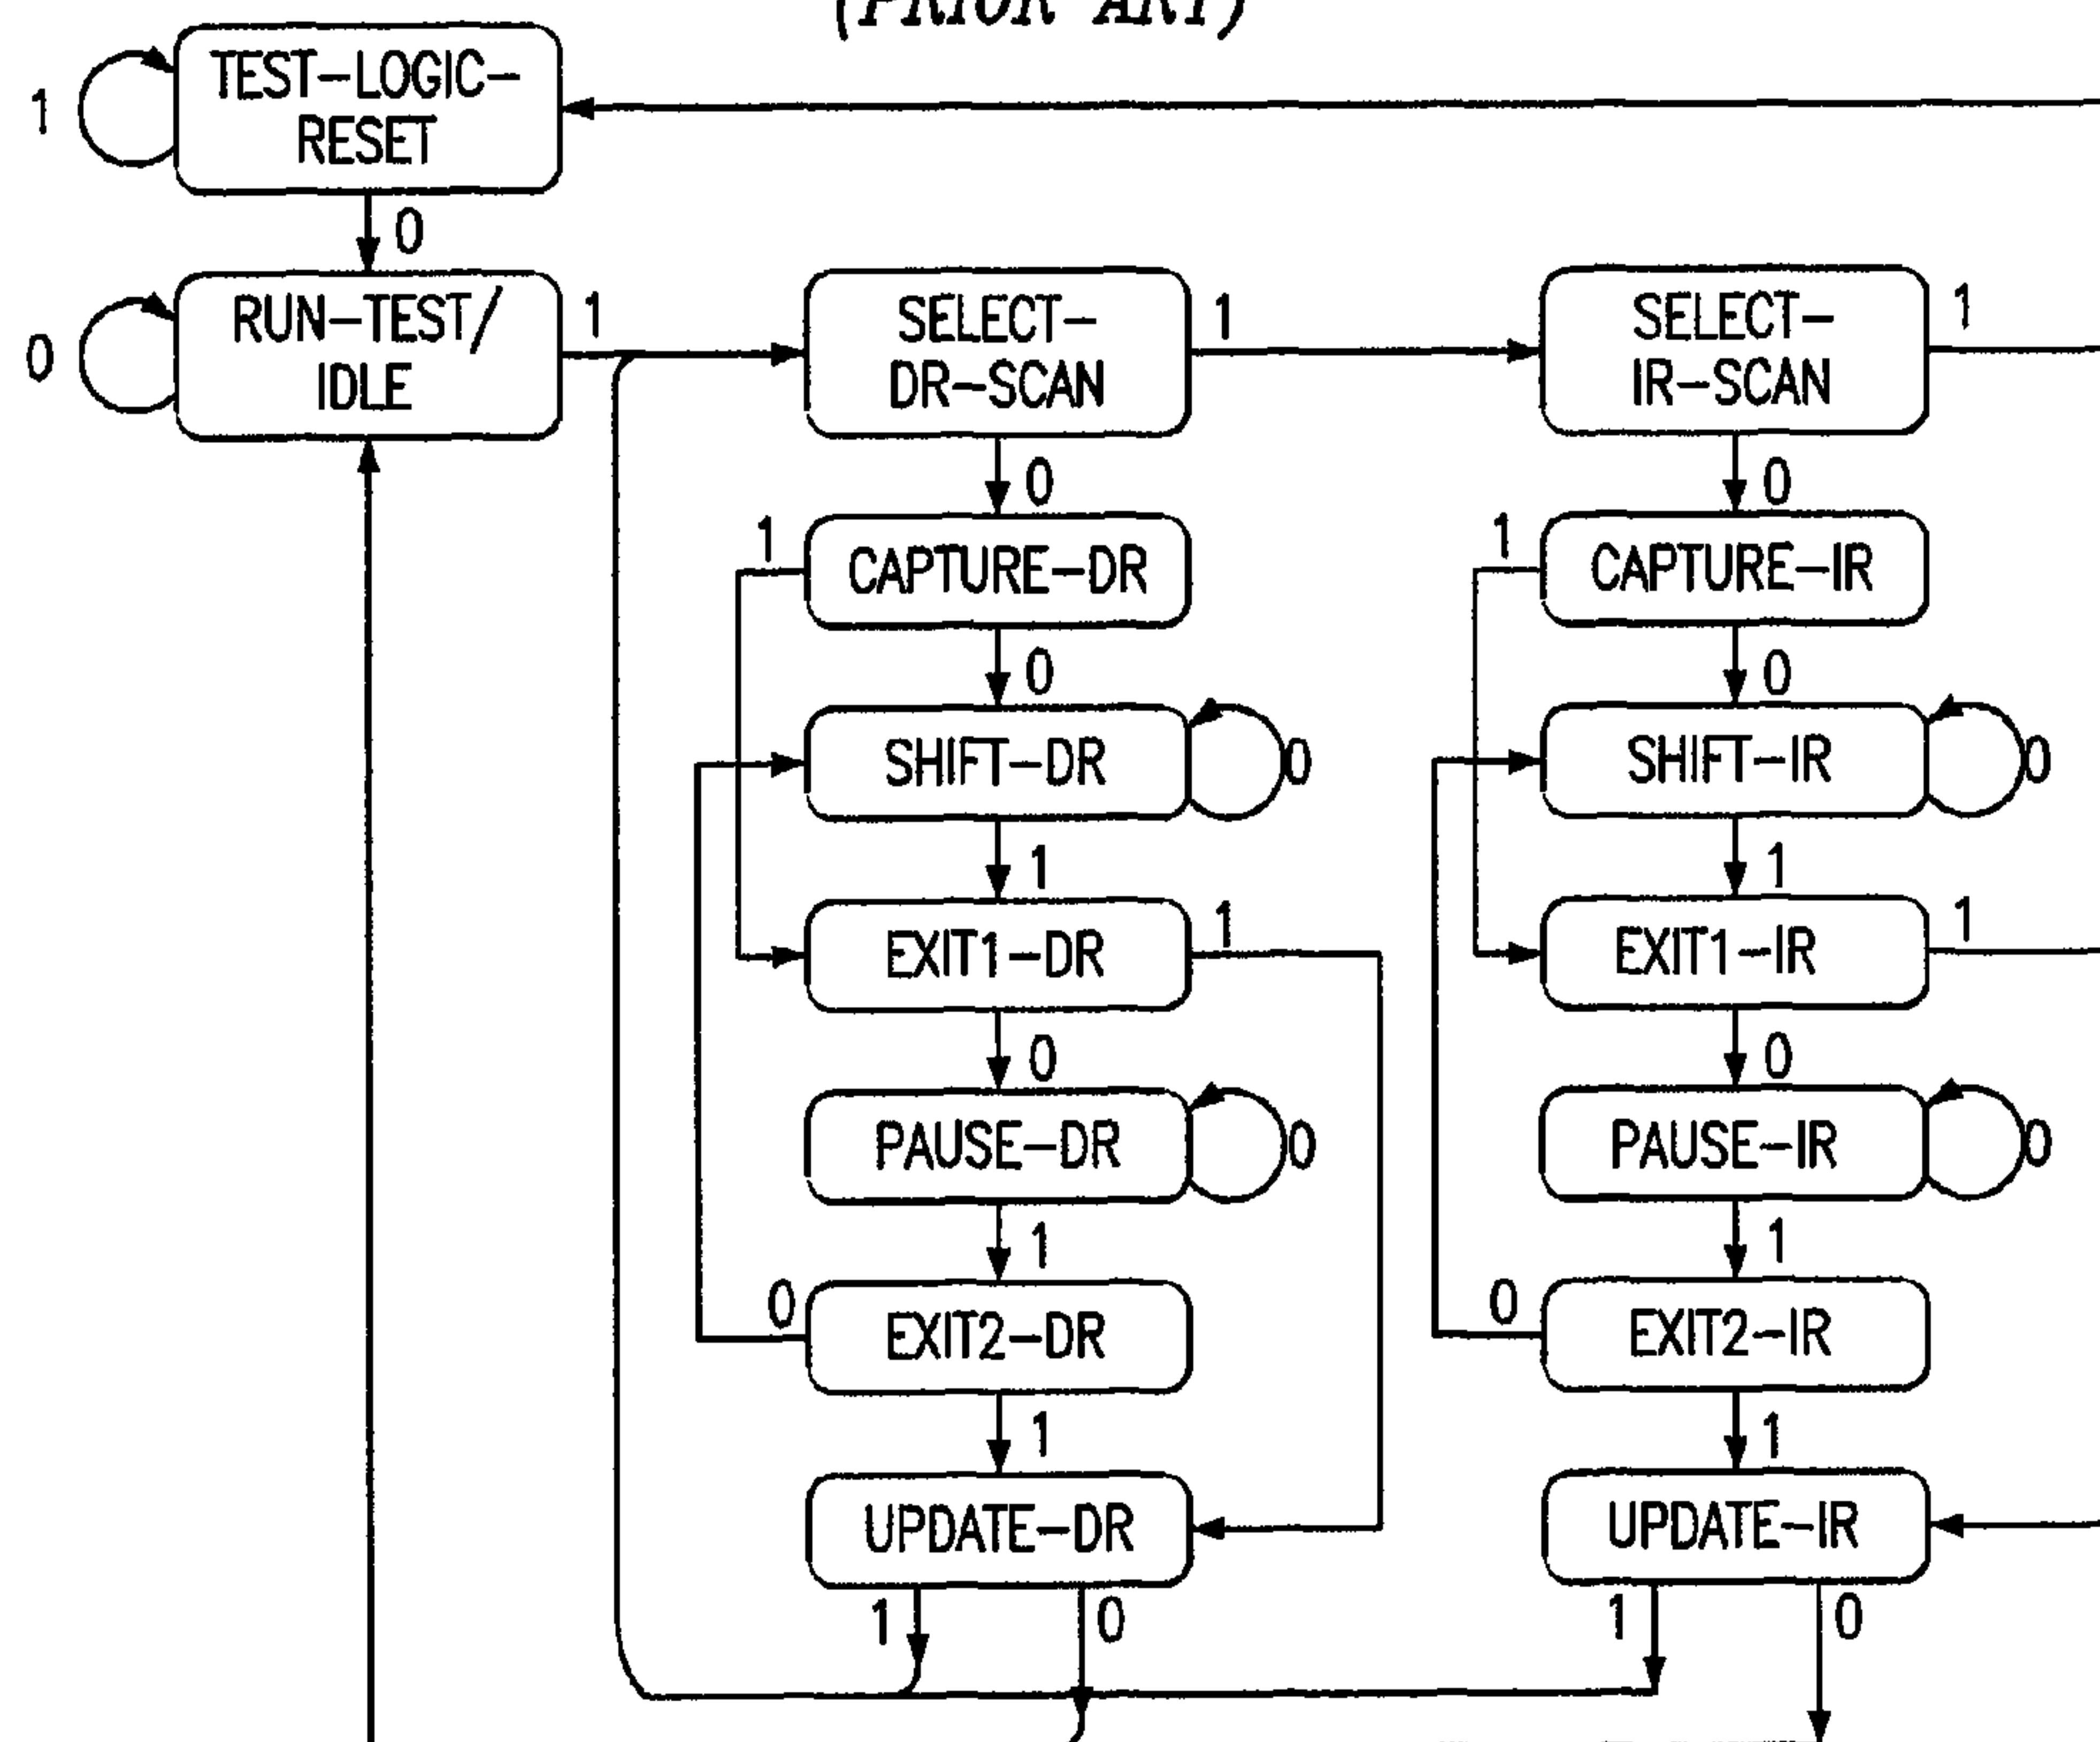 (PRIOR ART)
TEST-LOGIC-
RESET
1
0
RUN-TEST/
IDLE
0
1
SELECT-
DR-SCAN
1
SELECT-
IR-SCAN
1
0
0
1
CAPTURE-DR
1
CAPTURE-IR
0
0
SHIFT-DR
0
SHIFT-IR
0
1
1
EXIT1-DR
1
EXIT1-IR
1
0
0
PAUSE-DR
0
PAUSE-IR
0
1
1
0
EXIT2-DR
0
EXIT2-IR
1
1
UPDATE-DR
UPDATE-IR
1
0
1
0